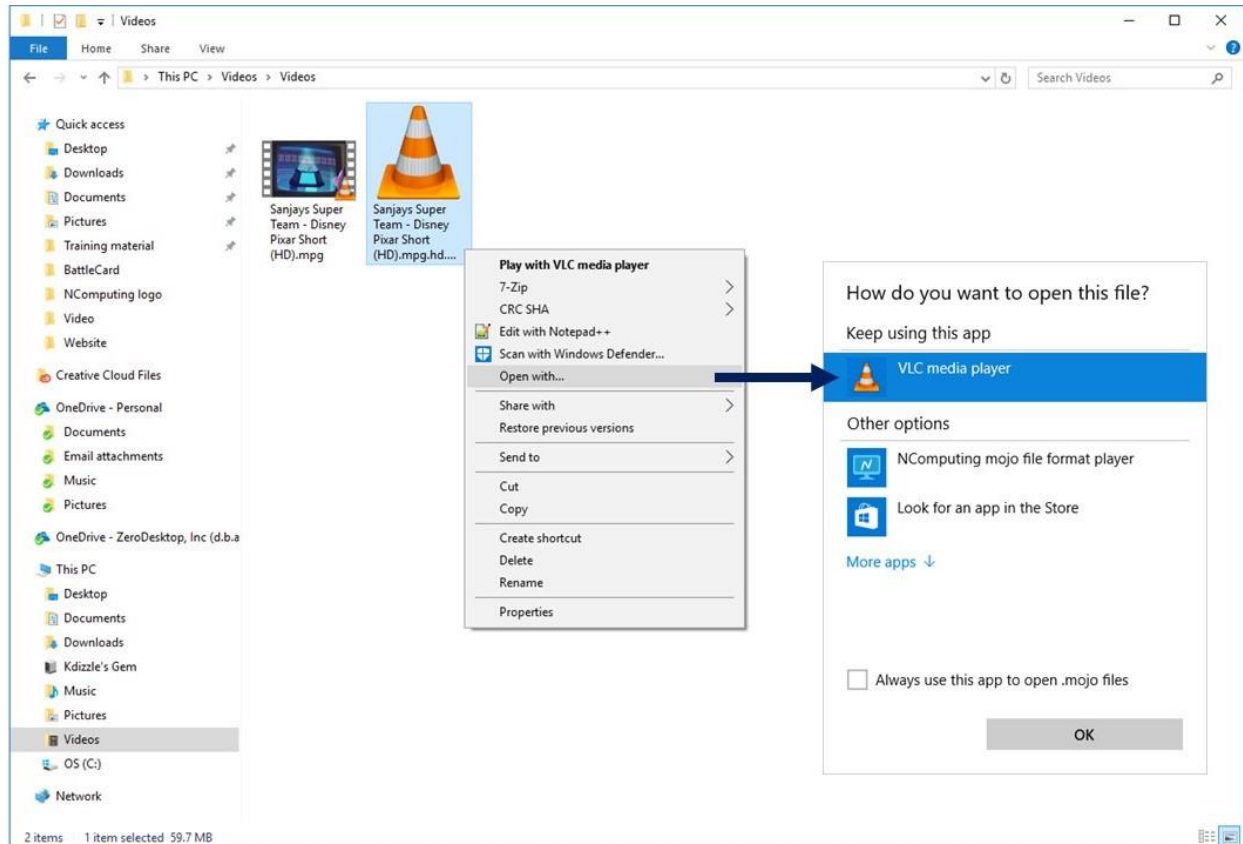 Videos
File Home Share View
This PC > Videos > Videos
Search Videos
Quick access
Desktop
Downloads
Documents
Pictures
Training material
BattleCard
NComputing logo
Video
Website
Creative Cloud Files
OneDrive - Personal
Documents
Email attachments
Music
Pictures
OneDrive - ZeroDesktop, Inc (d.b.a
This PC
Desktop
Documents
Downloads
Kdizzle's Gem
Music
Pictures
Videos
OS (C:)
Network
2 items 1 item selected 59.7 MB
Sanjays Super
Team - Disney
Pixar Short
(HD).mpg
Sanjays Super
Team - Disney
Pixar Short
(HD).mpg.hd....
Play with VLC media player
7-Zip
CRC SHA
Edit with Notepad++
Scan with Windows Defender...
Open with...
Share with
Restore previous versions
Send to
Cut
Copy
Create shortcut
Delete
Rename
Properties
How do you want to open this file?
Keep using this app
VLC media player
Other options
NComputing mojo file format player
Look for an app in the Store
More apps
Always use this app to open .mojo files
OK